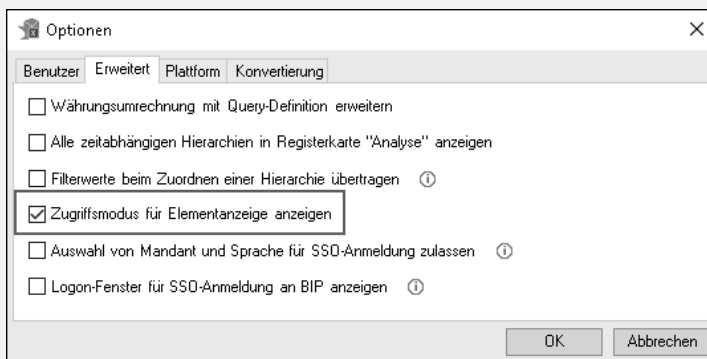 Optionen
Benutzer Erweitert Plattform Konvertierung
Währungsumrechnung mit Query-Definition erweitern
Alle zeitabhängigen Hierarchien in Registerkarte "Analyse" anzeigen
Filterwerte beim Zuordnen einer Hierarchie übertragen
Zugriffsmodus für Elementanzeige anzeigen
Auswahl von Mandant und Sprache für SSO-Anmeldung zulassen
Logon-Fenster für SSO-Anmeldung an BIP anzeigen
OK Abbrechen